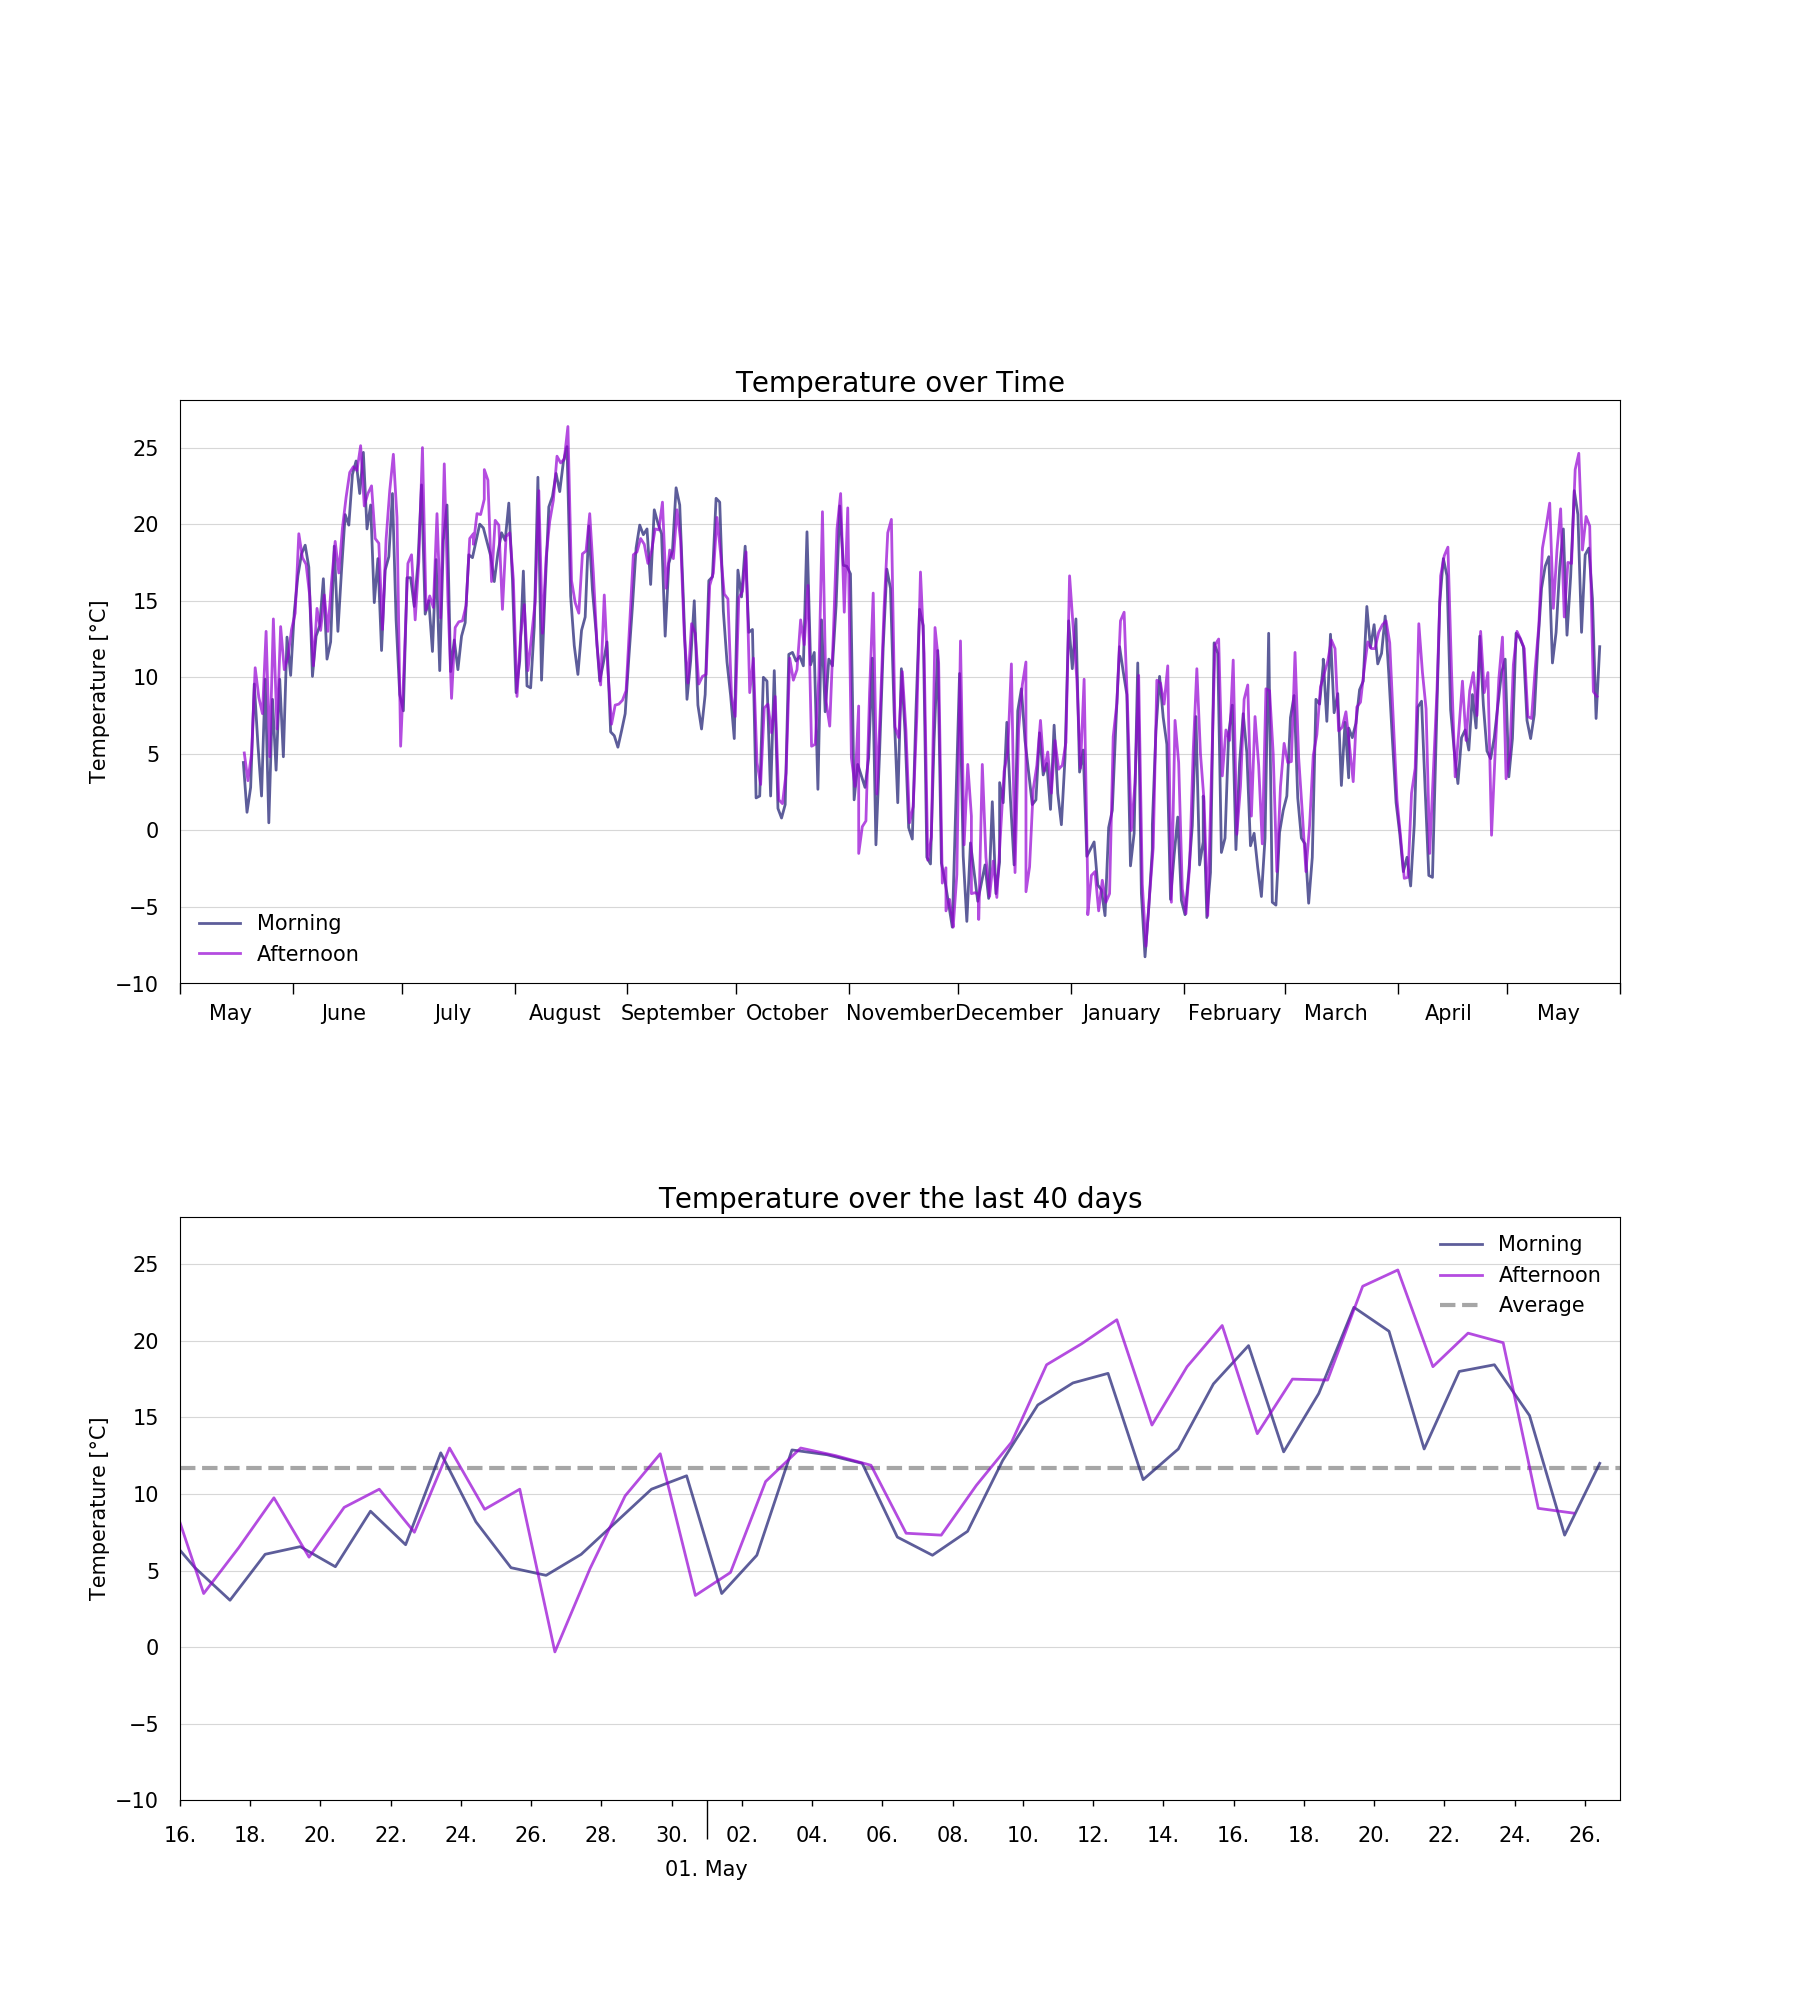 Temperature over Time
Temperature [°C]
25
20
15
10
5
0
−5
−10
Morning
Afternoon
May June July August September October November December January February March April May
Temperature over the last 40 days
Temperature [°C]
25
20
15
10
5
0
−5
−10
Morning
Afternoon
Average
16. 18. 20. 22. 24. 26. 28. 30. 02. 04. 06. 08. 10. 12. 14. 16. 18. 20. 22. 24. 26.
01. May